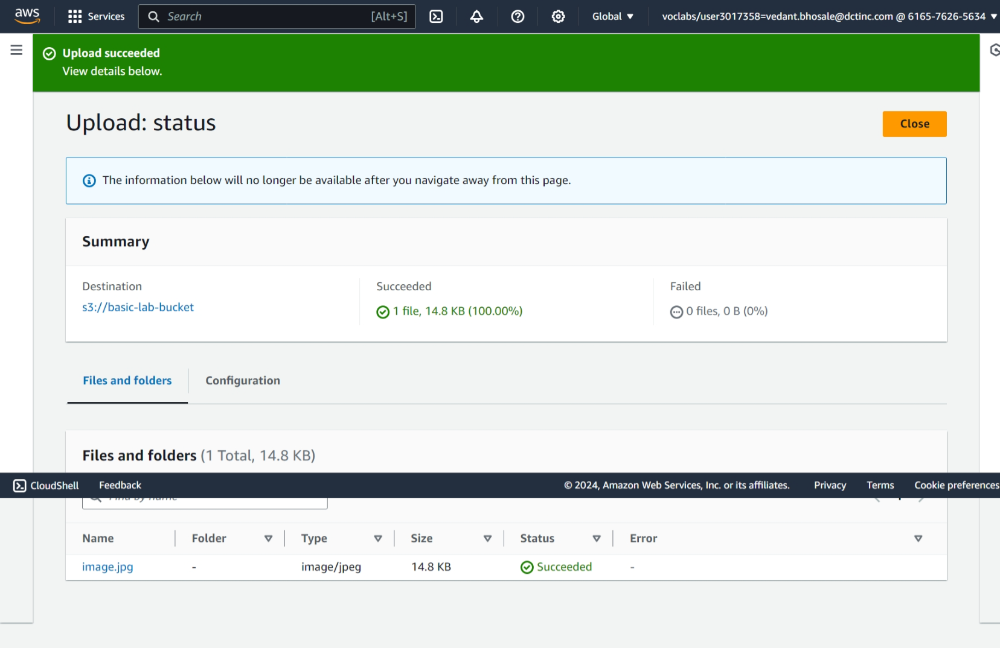 aws Services Search [Alt+S] Global voclabs/user3017358=vedant.bhosale@dctinc.com @ 6165-7626-5634
Upload succeeded
View details below.
Upload: status
Close
The information below will no longer be available after you navigate away from this page.
Summary
Destination Succeeded Failed
s3://basic-lab-bucket 1 file, 14.8 KB (100.00%) 0 files, 0 B (0%)
Files and folders Configuration
Files and folders (1 Total, 14.8 KB)
CloudShell Feedback © 2024, Amazon Web Services, Inc. or its affiliates. Privacy Terms Cookie preferences
Find by name
Name Folder Type Size Status Error
image.jpg - image/jpeg 14.8 KB Succeeded -